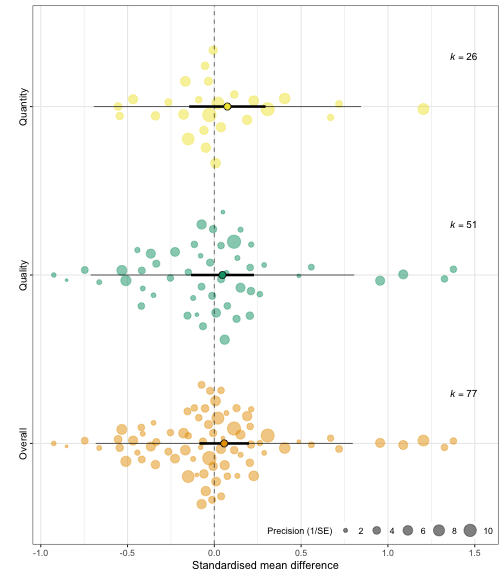 k = 26
Quantity
k = 51
Quality
k = 77
Overall
Precision (1/SE) 2 4 6 8 10
-1.0 -0.5 0.0 0.5 1.0 1.5
Standardised mean difference